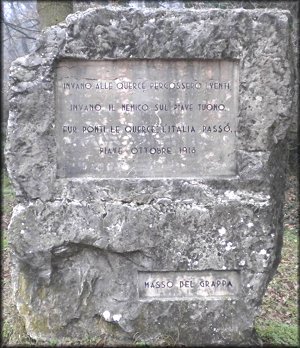 INVANO ALLE QUERCE PERCOSSERO I VENTI,
INVANO IL NEMICO SUL PIAVE TUONÒ.
FUR PONTI LE QUERCE L'ITALIA PASSÒ.
PIAVE OTTOBRE 1918
MASSO DEL GRAPPA